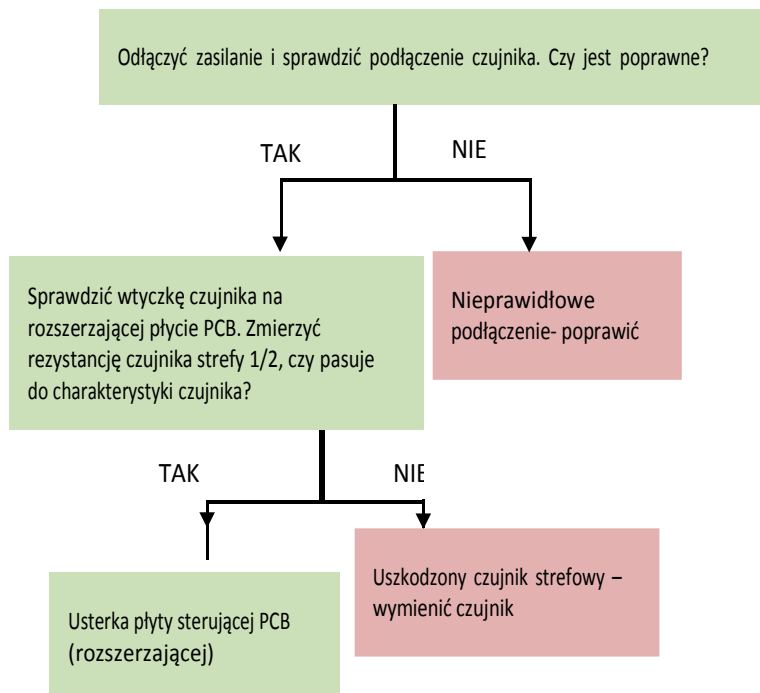 Odłączyć zasilanie i sprawdzić podłączenie czujnika. Czy jest poprawne?
TAK
NIE
Sprawdzić wtyczkę czujnika na
rozszerzającej płycie PCB. Zmierzyć
rezystancję czujnika strefy 1/2, czy pasuje
do charakterystyki czujnika?
Nieprawidłowe
podłączenie- poprawić
TAK
NIE
Usterka płyty sterującej PCB
(rozszerzającej)
Uszkodzony czujnik strefowy –
wymienić czujnik